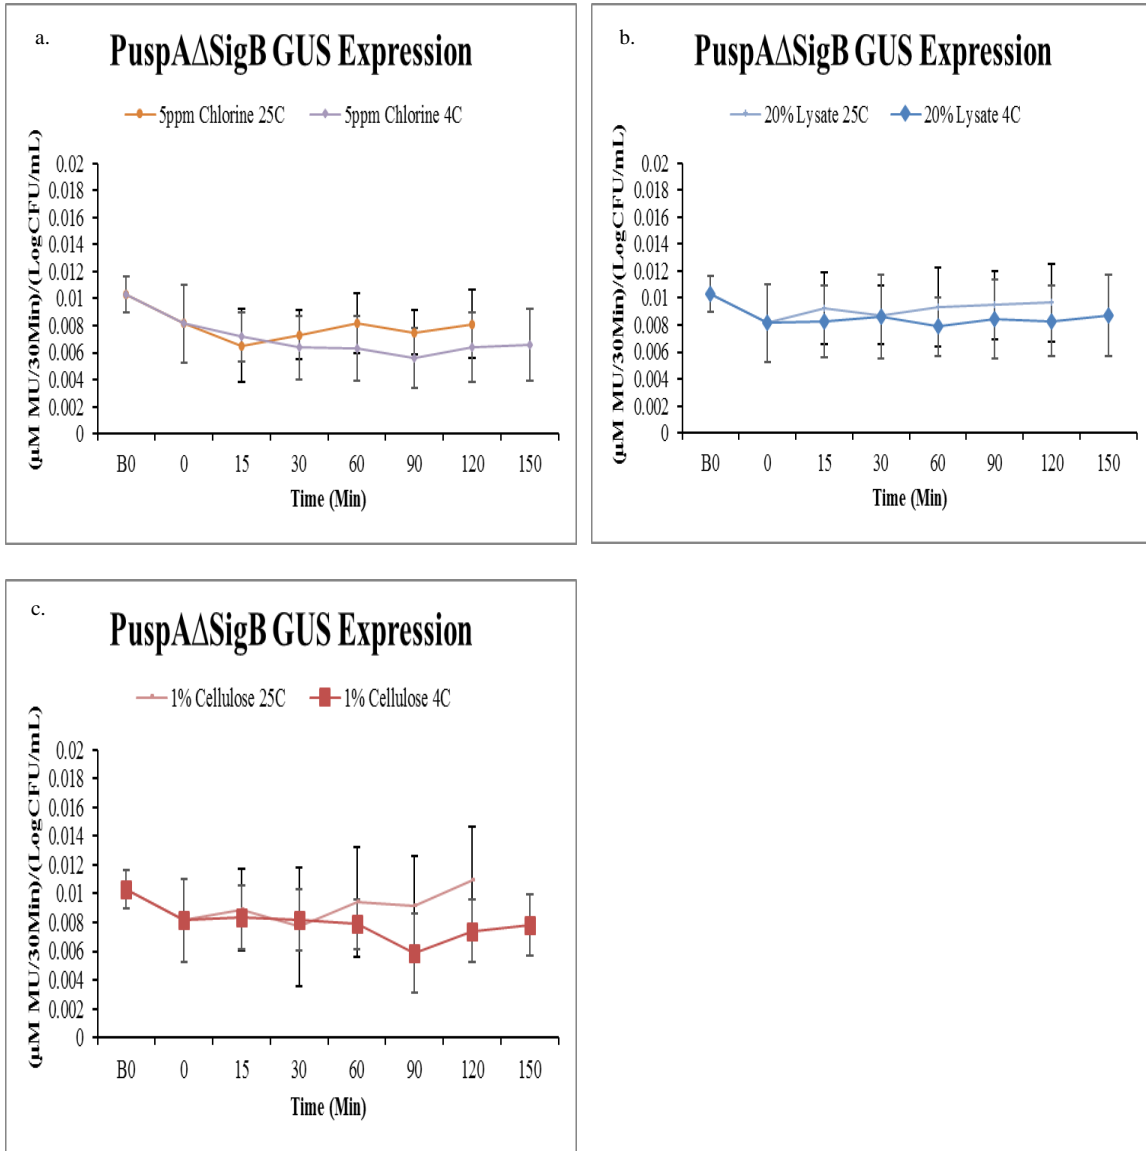 a.
PuspAΔSigB GUS Expression
5ppm Chlorine 25C 5ppm Chlorine 4C
(µM MU/30Min)/(LogCFU/mL)
0.02
0.018
0.016
0.014
0.012
0.01
0.008
0.006
0.004
0.002
0
B0 0 15 30 60 90 120 150
Time (Min)
b.
PuspAΔSigB GUS Expression
20% Lysate 25C 20% Lysate 4C
(µM MU/30Min)/(LogCFU/mL)
0.02
0.018
0.016
0.014
0.012
0.01
0.008
0.006
0.004
0.002
0
B0 0 15 30 60 90 120 150
Time (Min)
c.
PuspAΔSigB GUS Expression
1% Cellulose 25C 1% Cellulose 4C
(µM MU/30Min)/(LogCFU/mL)
0.02
0.018
0.016
0.014
0.012
0.01
0.008
0.006
0.004
0.002
0
B0 0 15 30 60 90 120 150
Time (Min)